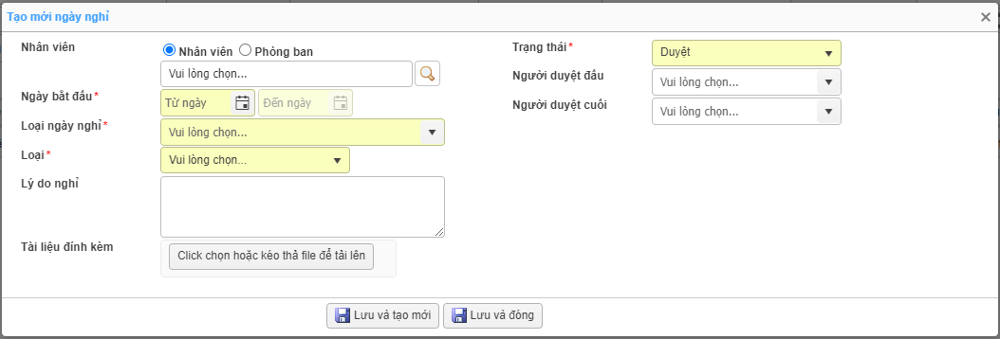 Tạo mới ngày nghỉ
Nhân viên
Nhân viên Phòng ban
Vui lòng chọn...
Ngày bắt đầu*
Từ ngày Đến ngày
Loại ngày nghỉ*
Vui lòng chọn...
Loại*
Vui lòng chọn...
Lý do nghỉ
Tài liệu đính kèm
Click chọn hoặc kéo thả file để tải lên
Trạng thái*
Duyệt
Người duyệt đầu
Vui lòng chọn...
Người duyệt cuối
Vui lòng chọn...
Lưu và tạo mới
Lưu và đóng